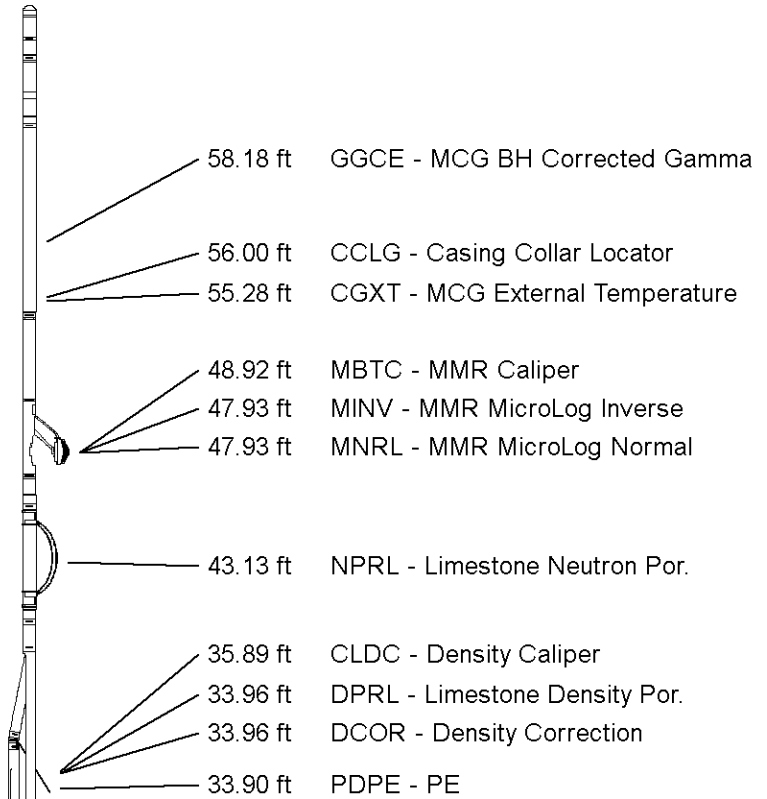 58.18 ft GGCE - MCG BH Corrected Gamma
56.00 ft CCLG - Casing Collar Locator
55.28 ft CGXT - MCG External Temperature
48.92 ft MBTC - MMR Caliper
47.93 ft MINV - MMR MicroLog Inverse
47.93 ft MNRL - MMR MicroLog Normal
43.13 ft NPRL - Limestone Neutron Por.
35.89 ft CLDC - Density Caliper
33.96 ft DPRL - Limestone Density Por.
33.96 ft DCOR - Density Correction
33.90 ft PDPE - PE